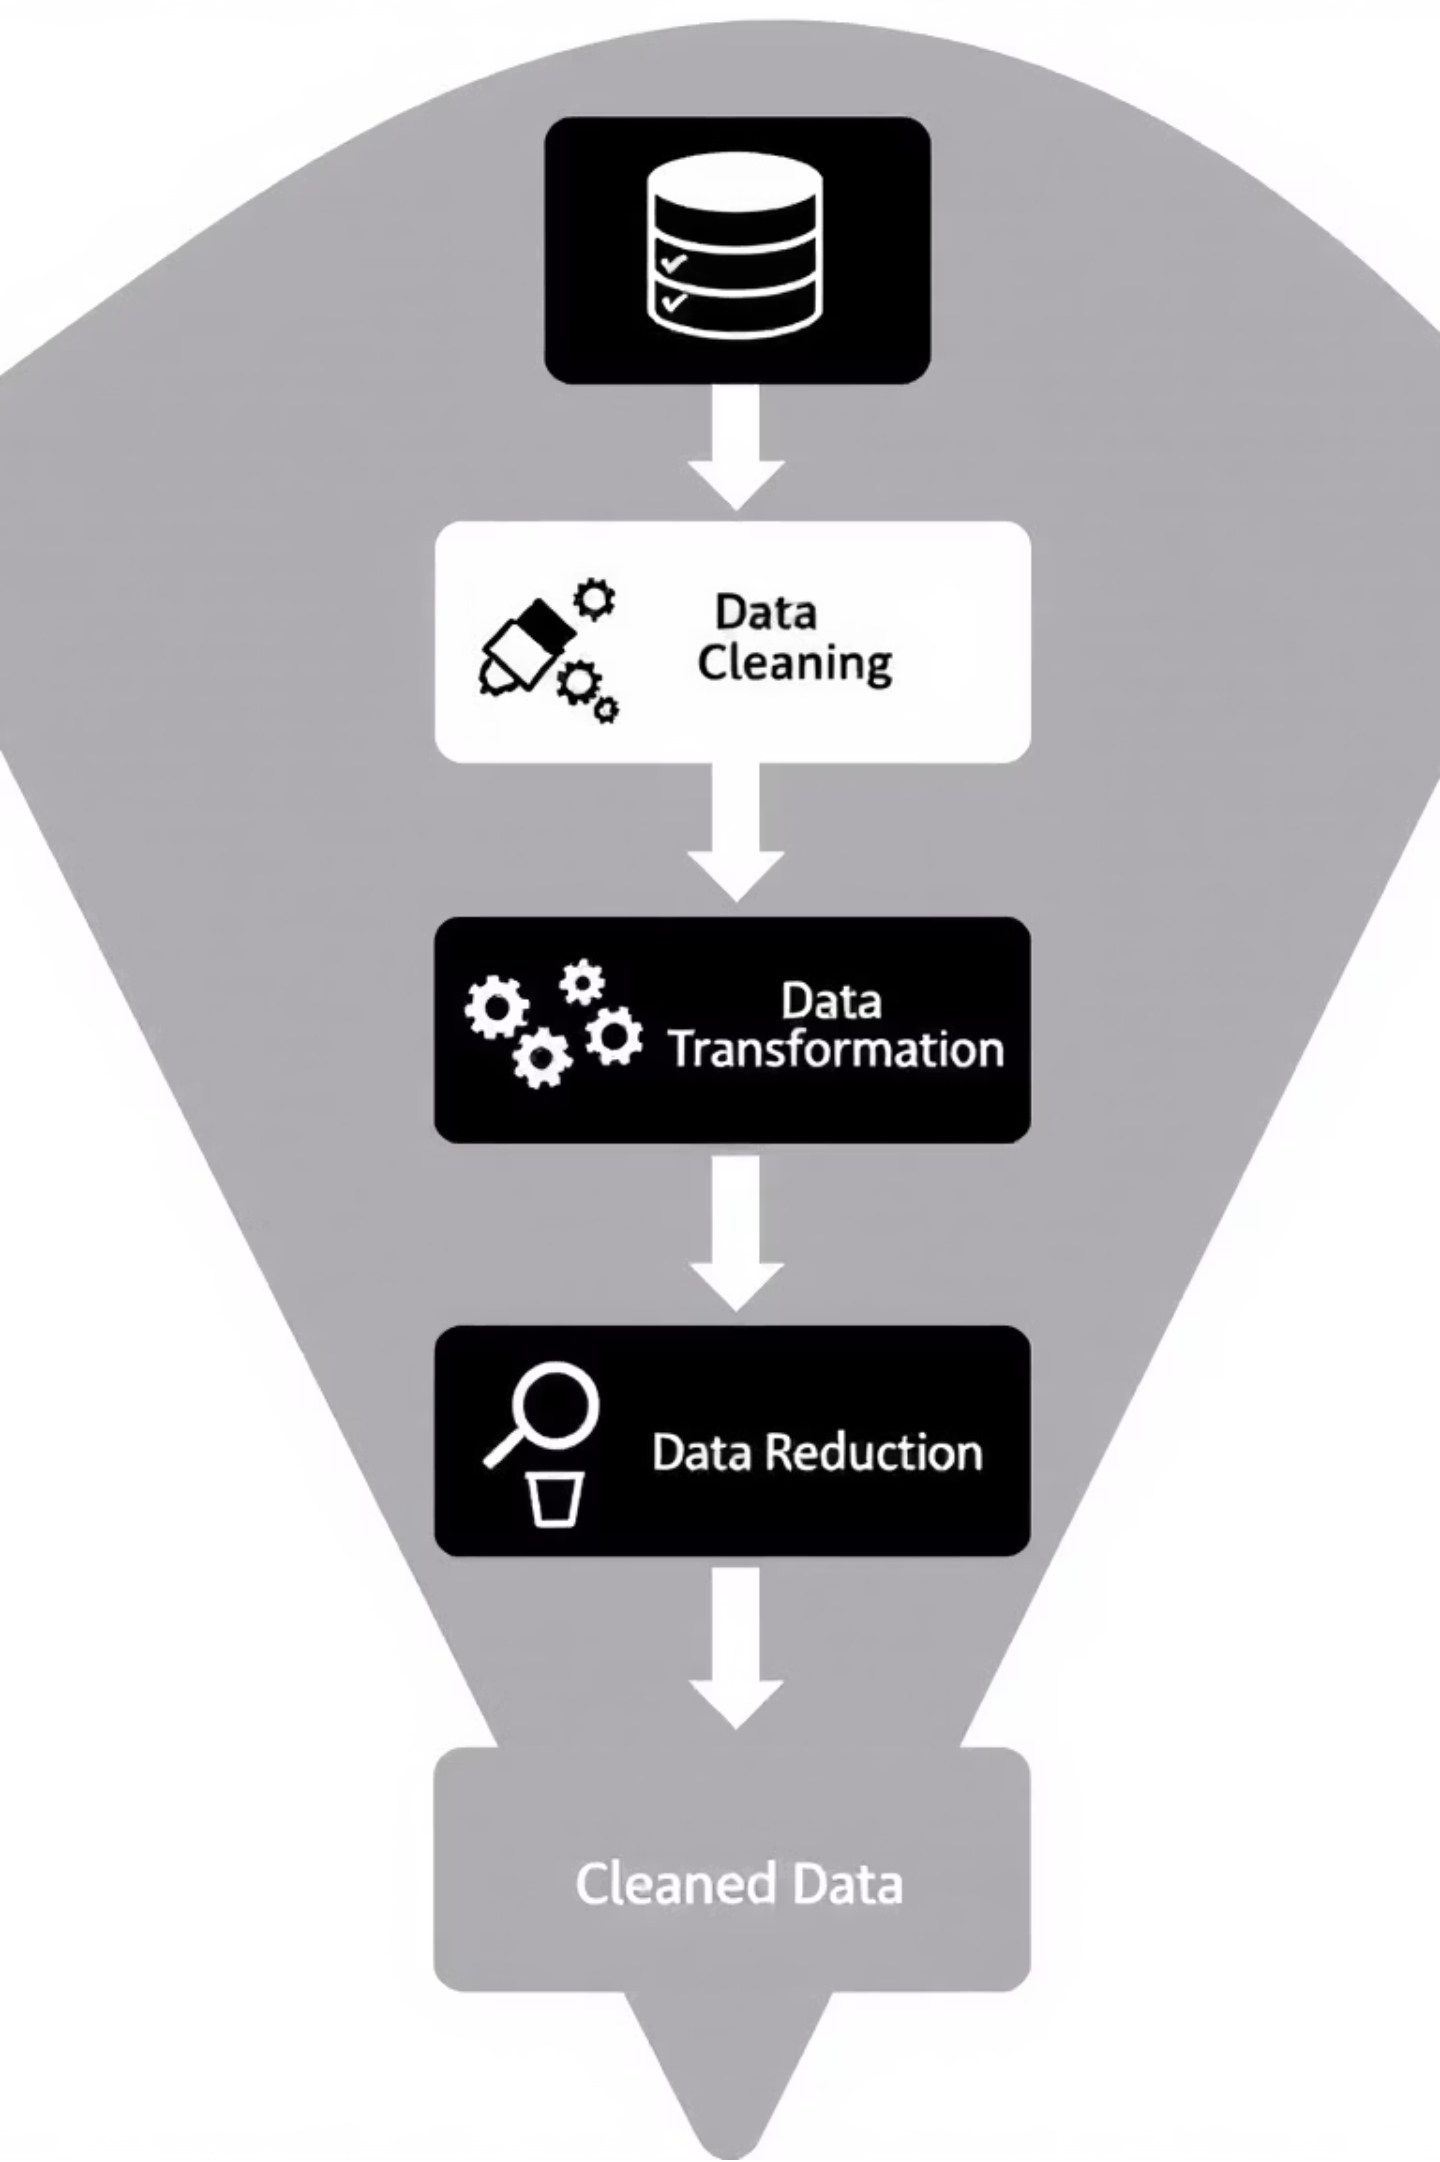 Data
Cleaning
Data
Transformation
Data Reduction
Cleaned Data